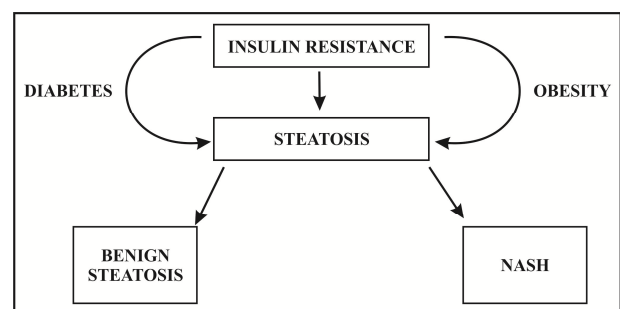 INSULIN RESISTANCE
DIABETES
OBESITY
STEATOSIS
BENIGN
STEATOSIS
NASH